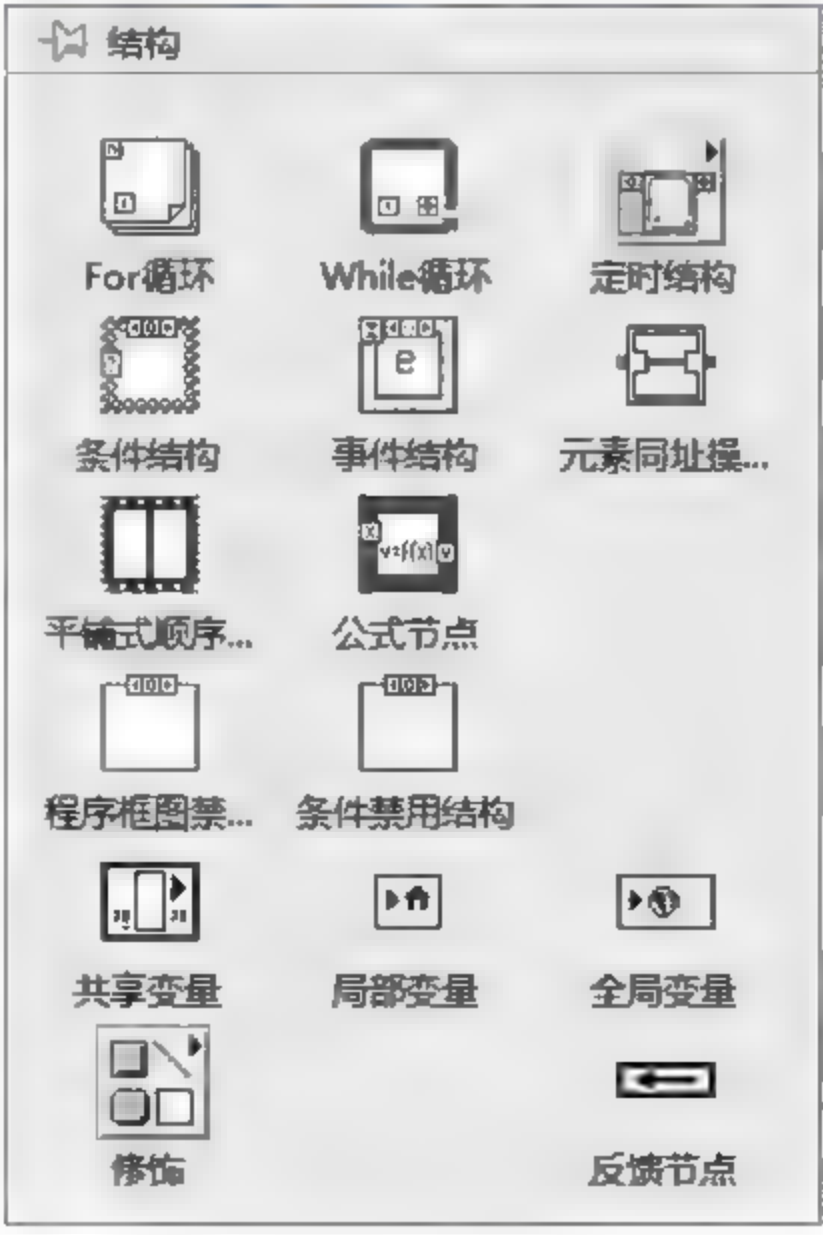 结构
For循环 While循环 定时结构
条件结构 事件结构 元素同址操...
平铺式顺序... 公式节点
程序框图禁... 条件禁用结构
共享变量 局部变量 全局变量
修饰 反馈节点